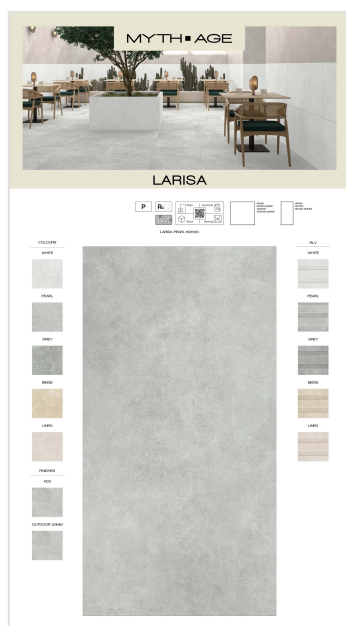 MYTH■AGE
LARISA
P
R
LARISA PEARL 60X120
COLOURS
WHITE
PEARL
GREY
BEIGE
LINEN
FINISHES
ADZ
OUTDOOR 20MM
RLV
WHITE
PEARL
GREY
BEIGE
LINEN